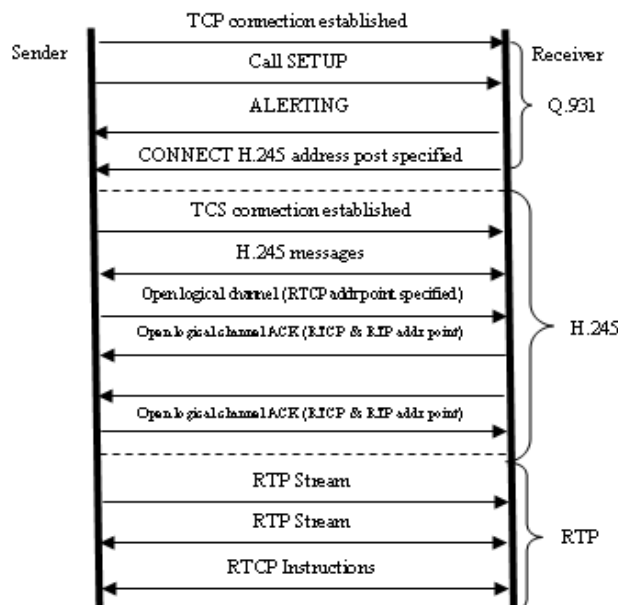 TCP connection established
Sender
Receiver
Call SETUP
Q.931
ALERTING
CONNECT H.245 address post specified
TCS connection established
H.245 messages
Open logical channel (RTCP addr point specified)
H.245
Open logical channel ACK (RTCP & RTP addr point)
Open logical channel ACK (RTCP & RTP addr point)
RTP Stream
RTP Stream
RTP
RTCP Instructions